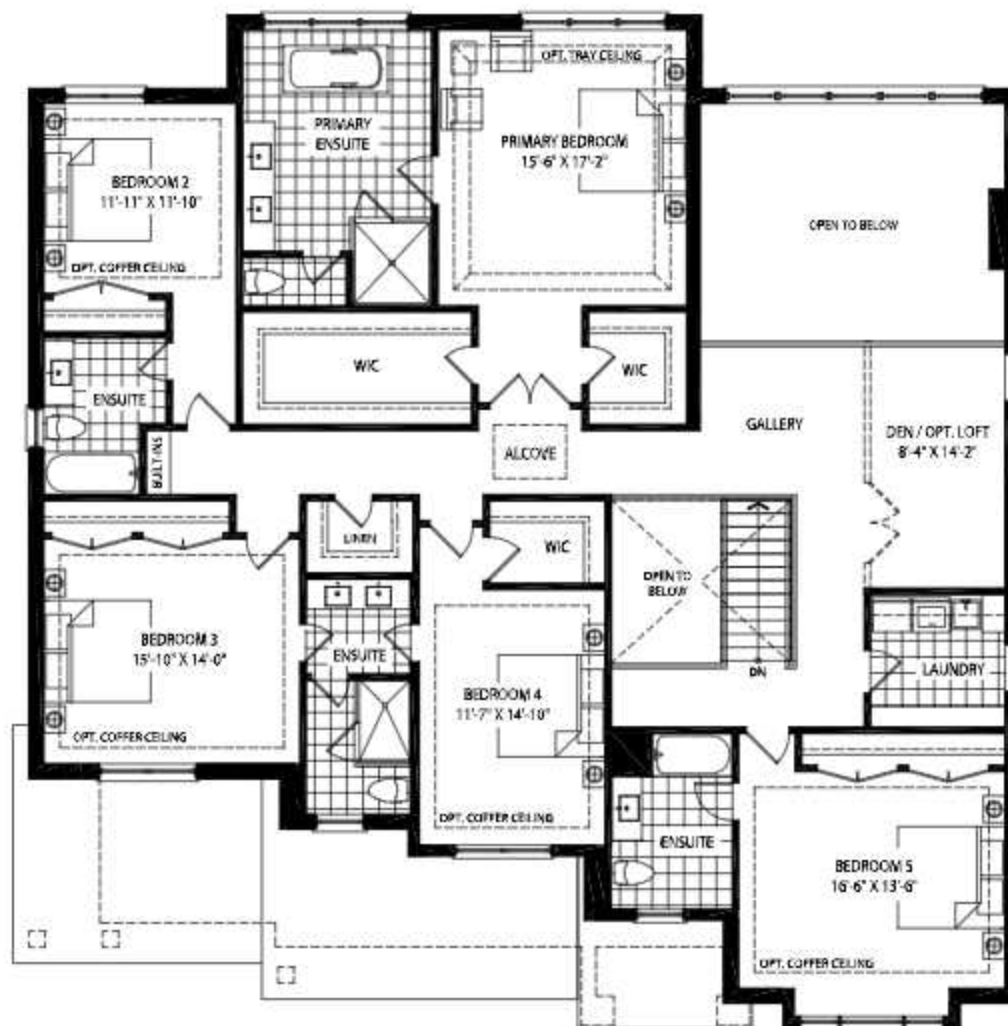 OPT. TRAY CEILING
PRIMARY
ENSUITE
PRIMARY BEDROOM
15'-6" X 17'-2"
BEDROOM 2
11'-11" X 11'-10"
OPT. COFFER CEILING
OPEN TO BELOW
WIC
WIC
ENSUITE
BUILT-INS
ALCOVE
GALLERY
DEN / OPT. LOFT
8'-4" X 14'-2"
LINEN
WIC
OPEN TO
BELOW
DN
BEDROOM 3
15'-10" X 14'-0"
OPT. COFFER CEILING
ENSUITE
BEDROOM 4
11'-7" X 14'-10"
OPT. COFFER CEILING
LAUNDRY
ENSUITE
BEDROOM 5
16'-6" X 13'-6"
OPT. COFFER CEILING